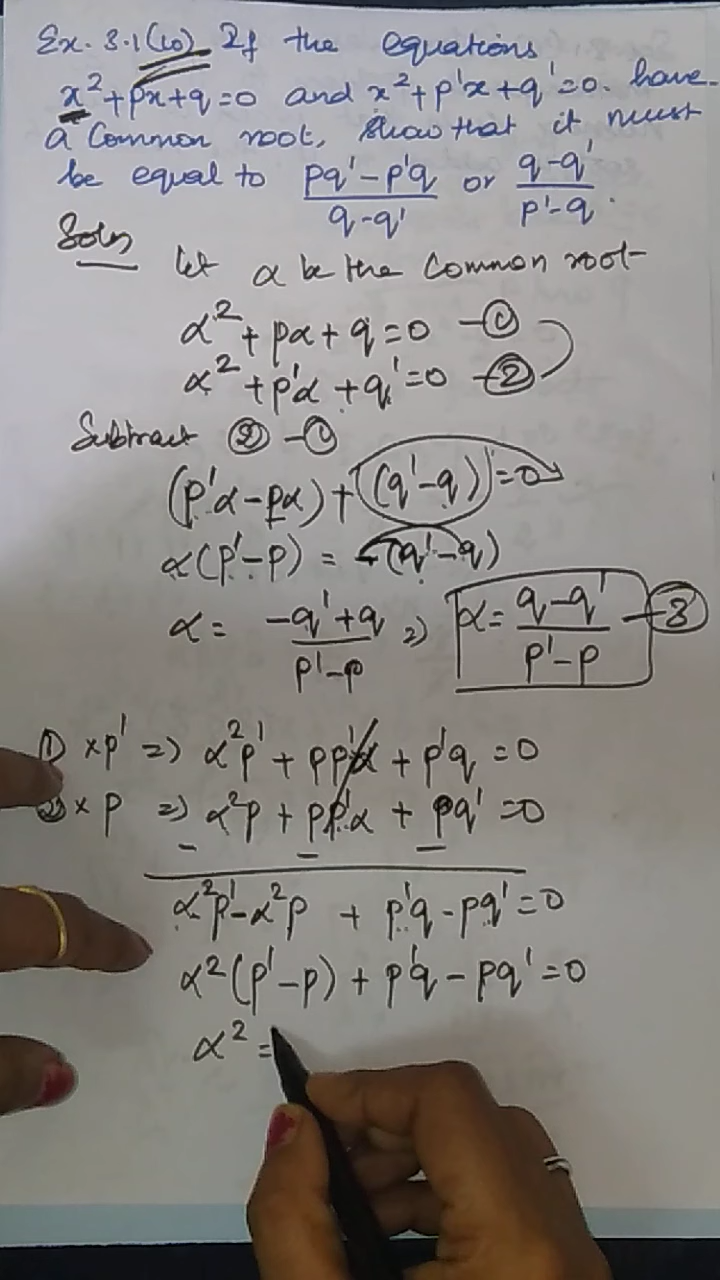 Ex. 3.1(10) If the equations
x²+px+q=0 and x²+p'x+q'=0. have
a Common root, show that it must
be equal to (pq'-p'q)/(q-q') or (q-q')/(p'-q).
Soln
let α be the Common root
α²+pα+q=0 -①
α²+p'α+q'=0 -②
Subtract ②-①
(p'α-pα)+(q'-q)=0
α(p'-p) = -(q'-q)
α = (-q'+q)/(p'-p) => α = (q-q')/(p'-p) -③
① ×p' => α²p' + pp'α + p'q = 0
② × p => α²p + pp'α + pq' = 0
α²p'-α²p + p'q-pq'=0
α²(p'-p) + p'q - pq' = 0
α² =